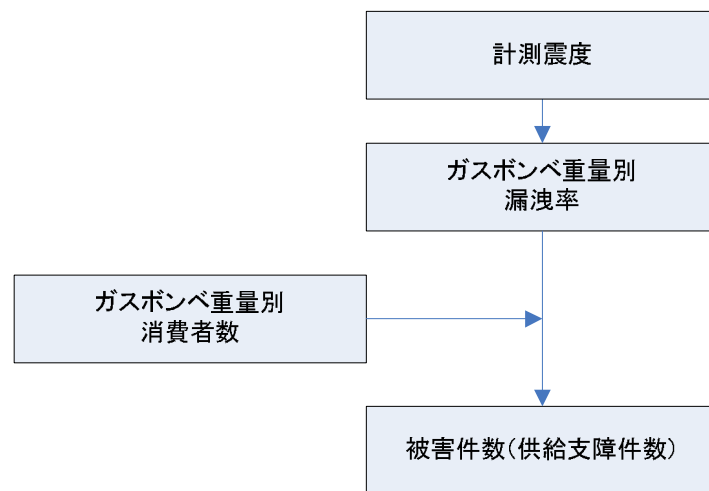 計測震度
ガスボンベ重量別
漏洩率
ガスボンベ重量別
消費者数
被害件数(供給支障件数)